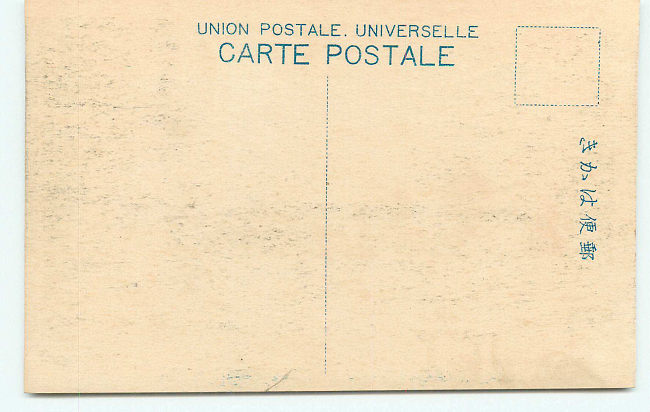 UNION POSTALE. UNIVERSELLE
CARTE POSTALE
郵便はかき